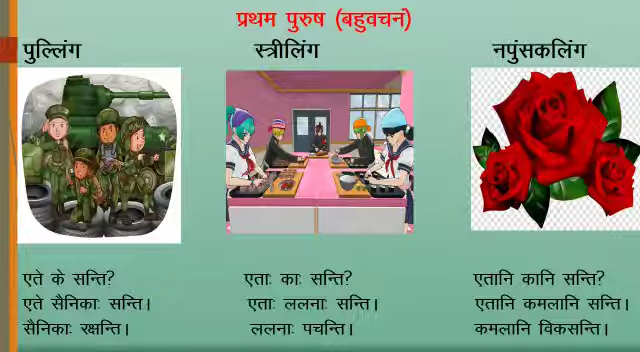 प्रथम पुरुष (बहुवचनं)
पुल्लिंग
स्त्रीलिंग
नपुंसकलिंग
एते के सन्ति?
एते सैनिकाः सन्ति।
सैनिकाः रक्षन्ति।
एताः काः सन्ति?
एताः ललनाः सन्ति।
ललनाः पचन्ति।
एतानि कानि सन्ति?
एतानि कमलानि सन्ति।
कमलानि विकसन्ति।